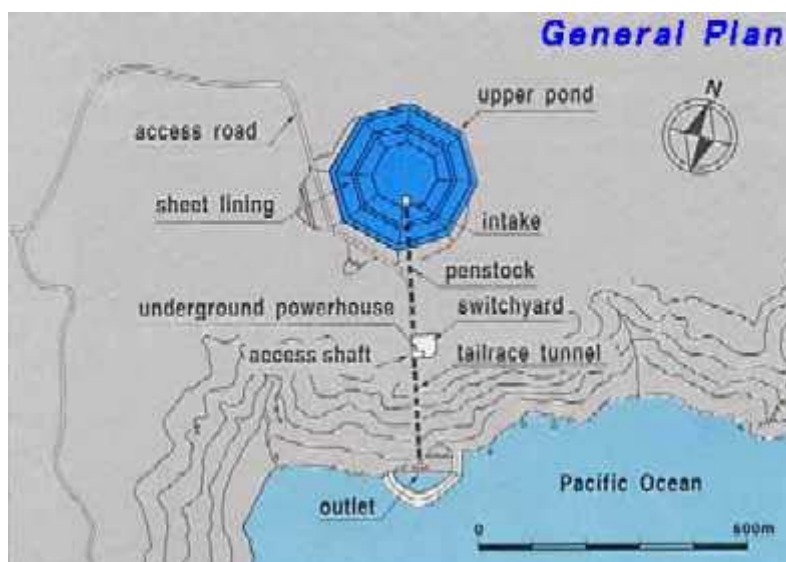 General Plan
N
upper pond
access road
sheet lining
intake
penstock
underground powerhouse
switchyard
access shaft
tailrace tunnel
Pacific Ocean
outlet
0
600m